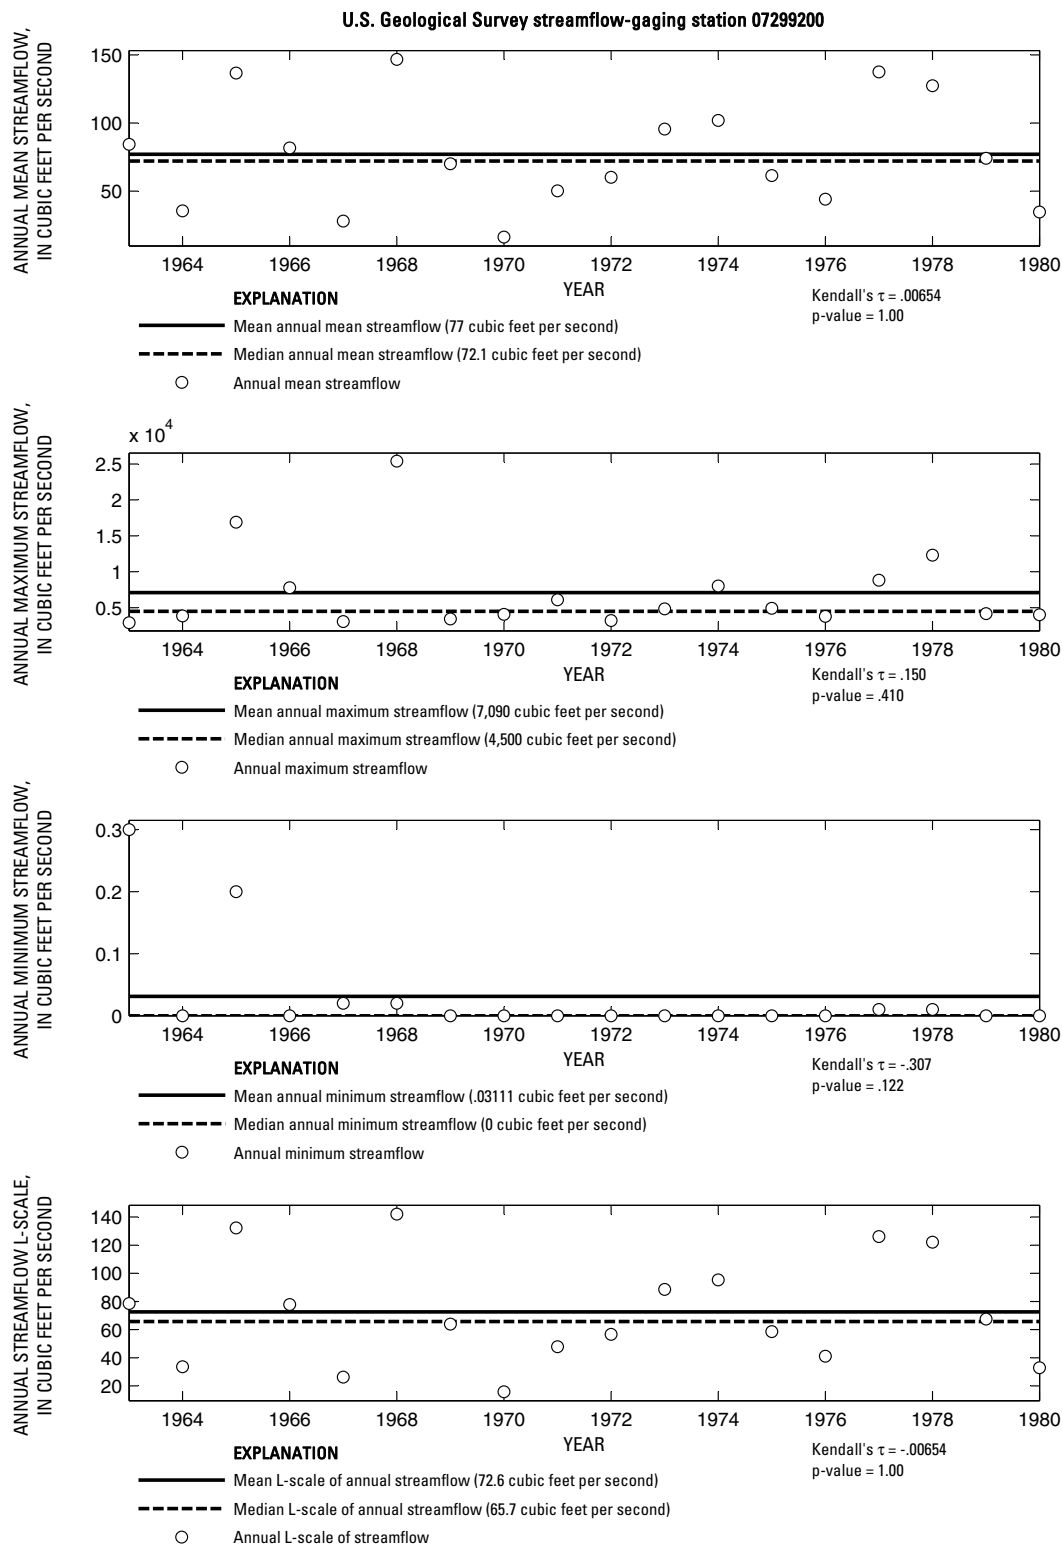 U.S. Geological Survey streamflow-gaging station 07299200
ANNUAL MEAN STREAMFLOW,
IN CUBIC FEET PER SECOND
150
100
50
1964 1966 1968 1970 1972 1974 1976 1978 1980
YEAR
Kendall's τ = .00654
p-value = 1.00
EXPLANATION
Mean annual mean streamflow (77 cubic feet per second)
Median annual mean streamflow (72.1 cubic feet per second)
Annual mean streamflow
ANNUAL MAXIMUM STREAMFLOW,
IN CUBIC FEET PER SECOND
x 10^4
2.5
2
1.5
1
0.5
1964 1966 1968 1970 1972 1974 1976 1978 1980
YEAR
Kendall's τ = .150
p-value = .410
EXPLANATION
Mean annual maximum streamflow (7,090 cubic feet per second)
Median annual maximum streamflow (4,500 cubic feet per second)
Annual maximum streamflow
ANNUAL MINIMUM STREAMFLOW,
IN CUBIC FEET PER SECOND
0.3
0.2
0.1
0
1964 1966 1968 1970 1972 1974 1976 1978 1980
YEAR
Kendall's τ = -.307
p-value = .122
EXPLANATION
Mean annual minimum streamflow (.03111 cubic feet per second)
Median annual minimum streamflow (0 cubic feet per second)
Annual minimum streamflow
ANNUAL STREAMFLOW L-SCALE,
IN CUBIC FEET PER SECOND
140
120
100
80
60
40
20
1964 1966 1968 1970 1972 1974 1976 1978 1980
YEAR
Kendall's τ = -.00654
p-value = 1.00
EXPLANATION
Mean L-scale of annual streamflow (72.6 cubic feet per second)
Median L-scale of annual streamflow (65.7 cubic feet per second)
Annual L-scale of streamflow